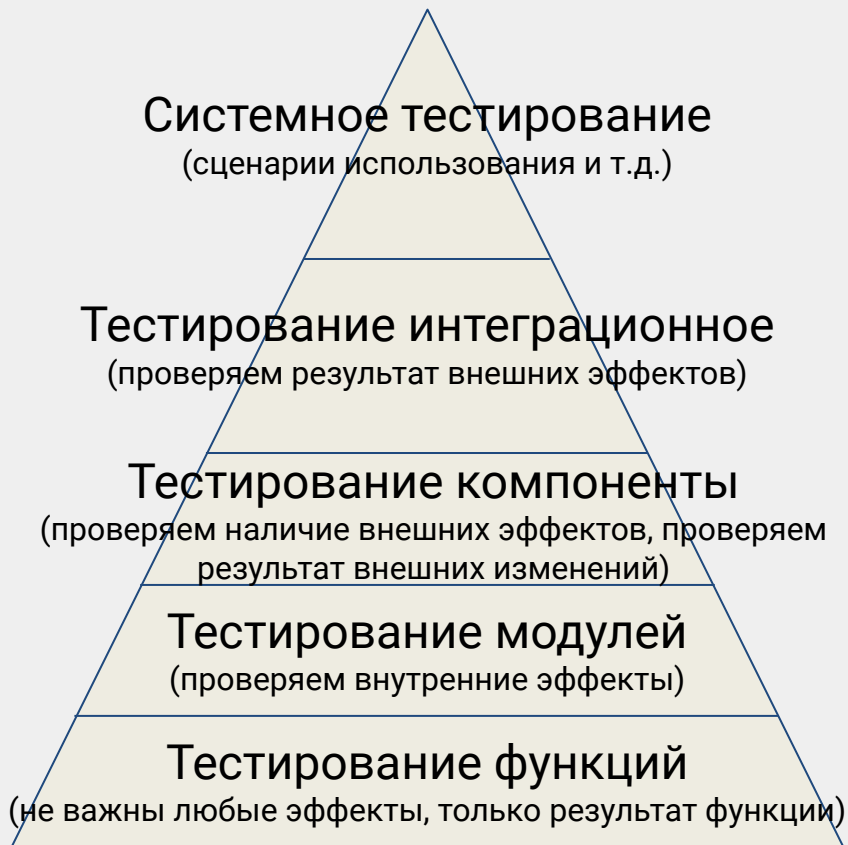 Системное тестирование
(сценарии использования и т.д.)
Тестирование интеграционное
(проверяем результат внешних эффектов)
Тестирование компоненты
(проверяем наличие внешних эффектов, проверяем
результат внешних изменений)
Тестирование модулей
(проверяем внутренние эффекты)
Тестирование функций
(не важны любые эффекты, только результат функции)